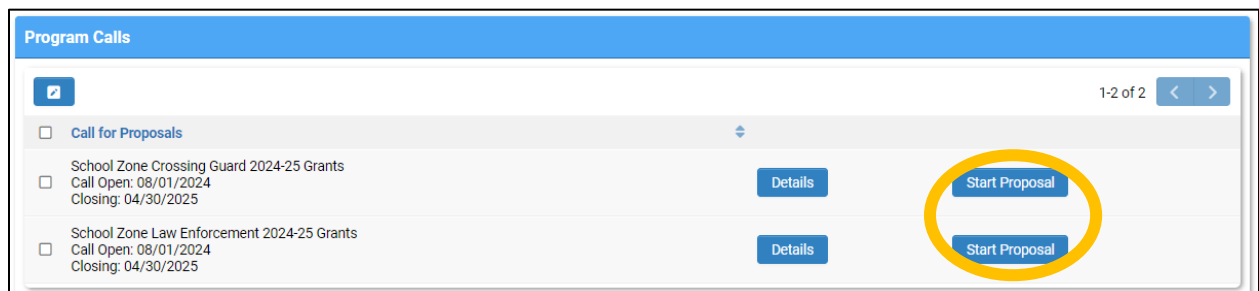 Program Calls
1-2 of 2
Call for Proposals
School Zone Crossing Guard 2024-25 Grants
Call Open: 08/01/2024
Closing: 04/30/2025
Details
Start Proposal
School Zone Law Enforcement 2024-25 Grants
Call Open: 08/01/2024
Closing: 04/30/2025
Details
Start Proposal